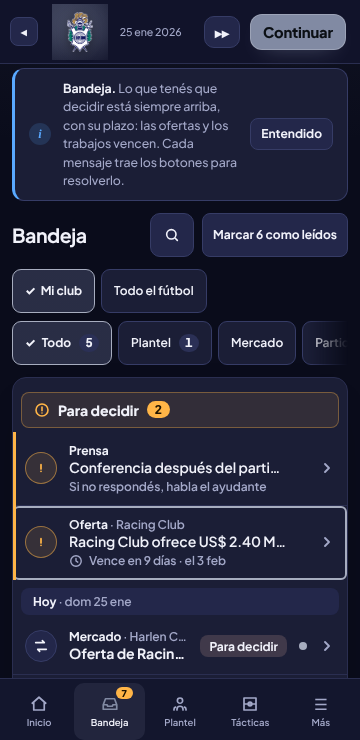 25 ene 2026
Continuar
Bandeja. Lo que tenés que
decidir está siempre arriba,
con su plazo: las ofertas y los
trabajos vencen. Cada
mensaje trae los botones para
resolverlo.
Entendido
Bandeja
Marcar 6 como leídos
Mi club
Todo el fútbol
Todo 5
Plantel 1
Mercado
Partic
Para decidir 2
Prensa
Conferencia después del parti...
Si no respondés, habla el ayudante
Oferta · Racing Club
Racing Club ofrece US$ 2.40 M...
Vence en 9 días · el 3 feb
Hoy · dom 25 ene
Mercado · Harlen C...
Oferta de Racin...
Para decidir
7
Inicio
Bandeja
Plantel
Tácticas
Más